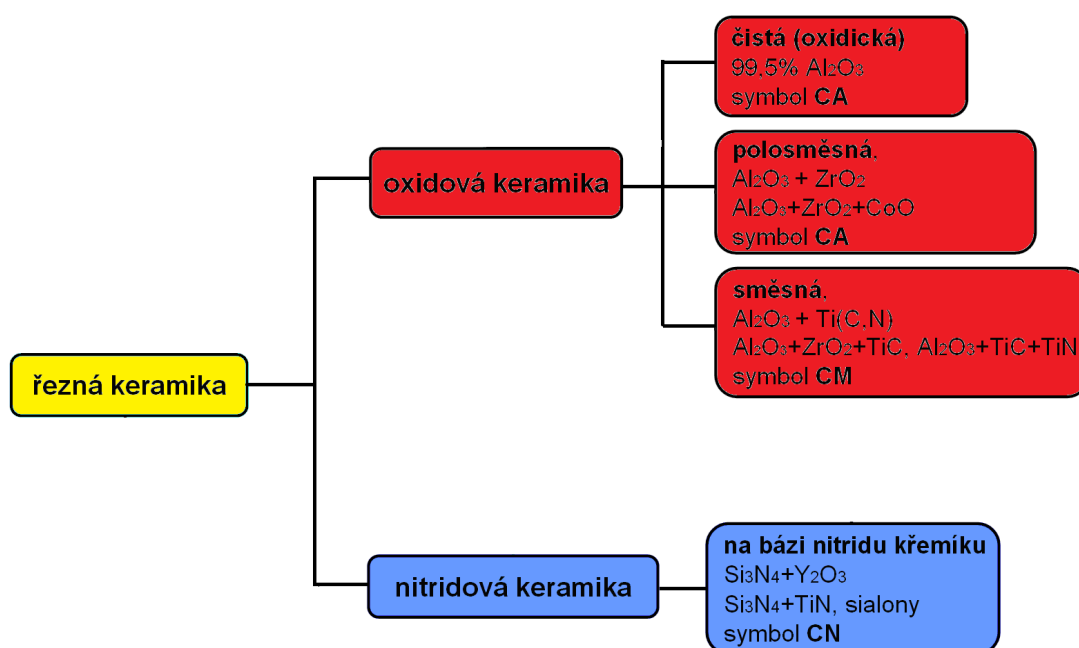 řezná keramika
oxidová keramika
čistá (oxidická)
99,5% Al₂O₃
symbol CA
polosměsná,
Al₂O₃ + ZrO₂
Al₂O₃+ZrO₂+CoO
symbol CA
směsná,
Al₂O₃ + Ti(C,N)
Al₂O₃+ZrO₂+TiC, Al₂O₃+TiC+TiN
symbol CM
nitridová keramika
na bázi nitridu křemíku
Si₃N₄+Y₂O₃
Si₃N₄+TiN, sialony
symbol CN